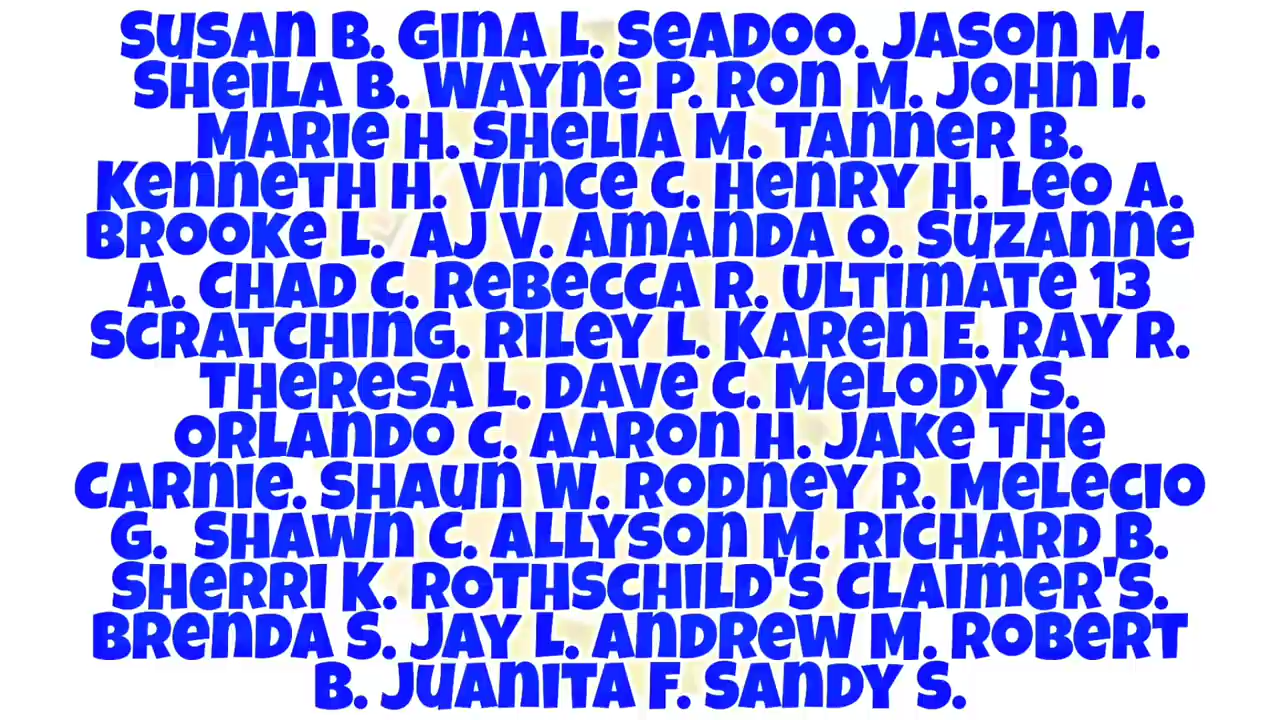 SUSAN B. GINA L. SEADOO. JASON M.
SHEILA B. WAYNE P. RON M. JOHN I.
MARIE H. SHELIA M. TANNER B.
KENNETH H. VINCE C. HENRY H. LEO A.
BROOKE L. AJ V. AMANDA O. SUZANNE
A. CHAD C. REBECCA R. ULTIMATE 13
SCRATCHING. RILEY L. KAREN E. RAY R.
THERESA L. DAVE C. MELODY S.
ORLANDO C. AARON H. JAKE THE
CARNIE. SHAUN W. RODNEY R. MELECIO
G. SHAWN C. ALLYSON M. RICHARD B.
SHERRI K. ROTHSCHILD'S CLAIMER'S.
BRENDA S. JAY L. ANDREW M. ROBERT
B. JUANITA F. SANDY S.